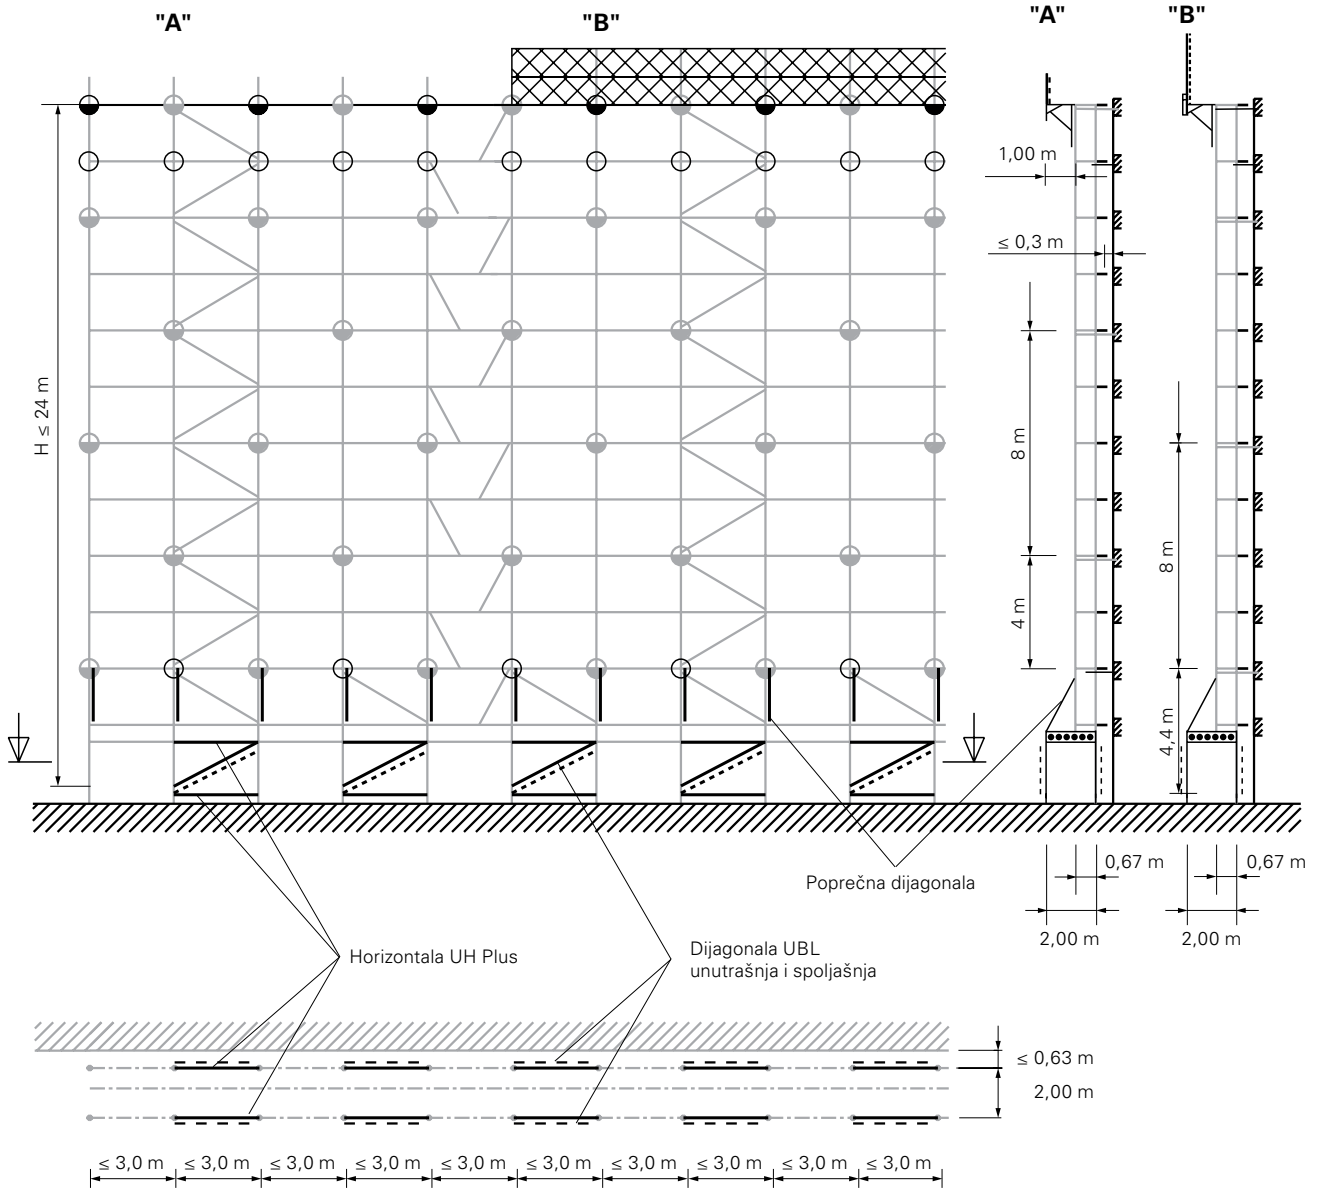 "A"
"B"
"A"
"B"
1,00 m
≤ 0,3 m
H ≤ 24 m
8 m
4 m
8 m
4,4 m
Poprečna dijagonala
0,67 m
0,67 m
2,00 m
2,00 m
Horizontala UH Plus
Dijagonala UBL
unutrašnja i spoljašnja
≤ 0,63 m
2,00 m
≤ 3,0 m ≤ 3,0 m ≤ 3,0 m ≤ 3,0 m ≤ 3,0 m ≤ 3,0 m ≤ 3,0 m ≤ 3,0 m ≤ 3,0 m ≤ 3,0 m